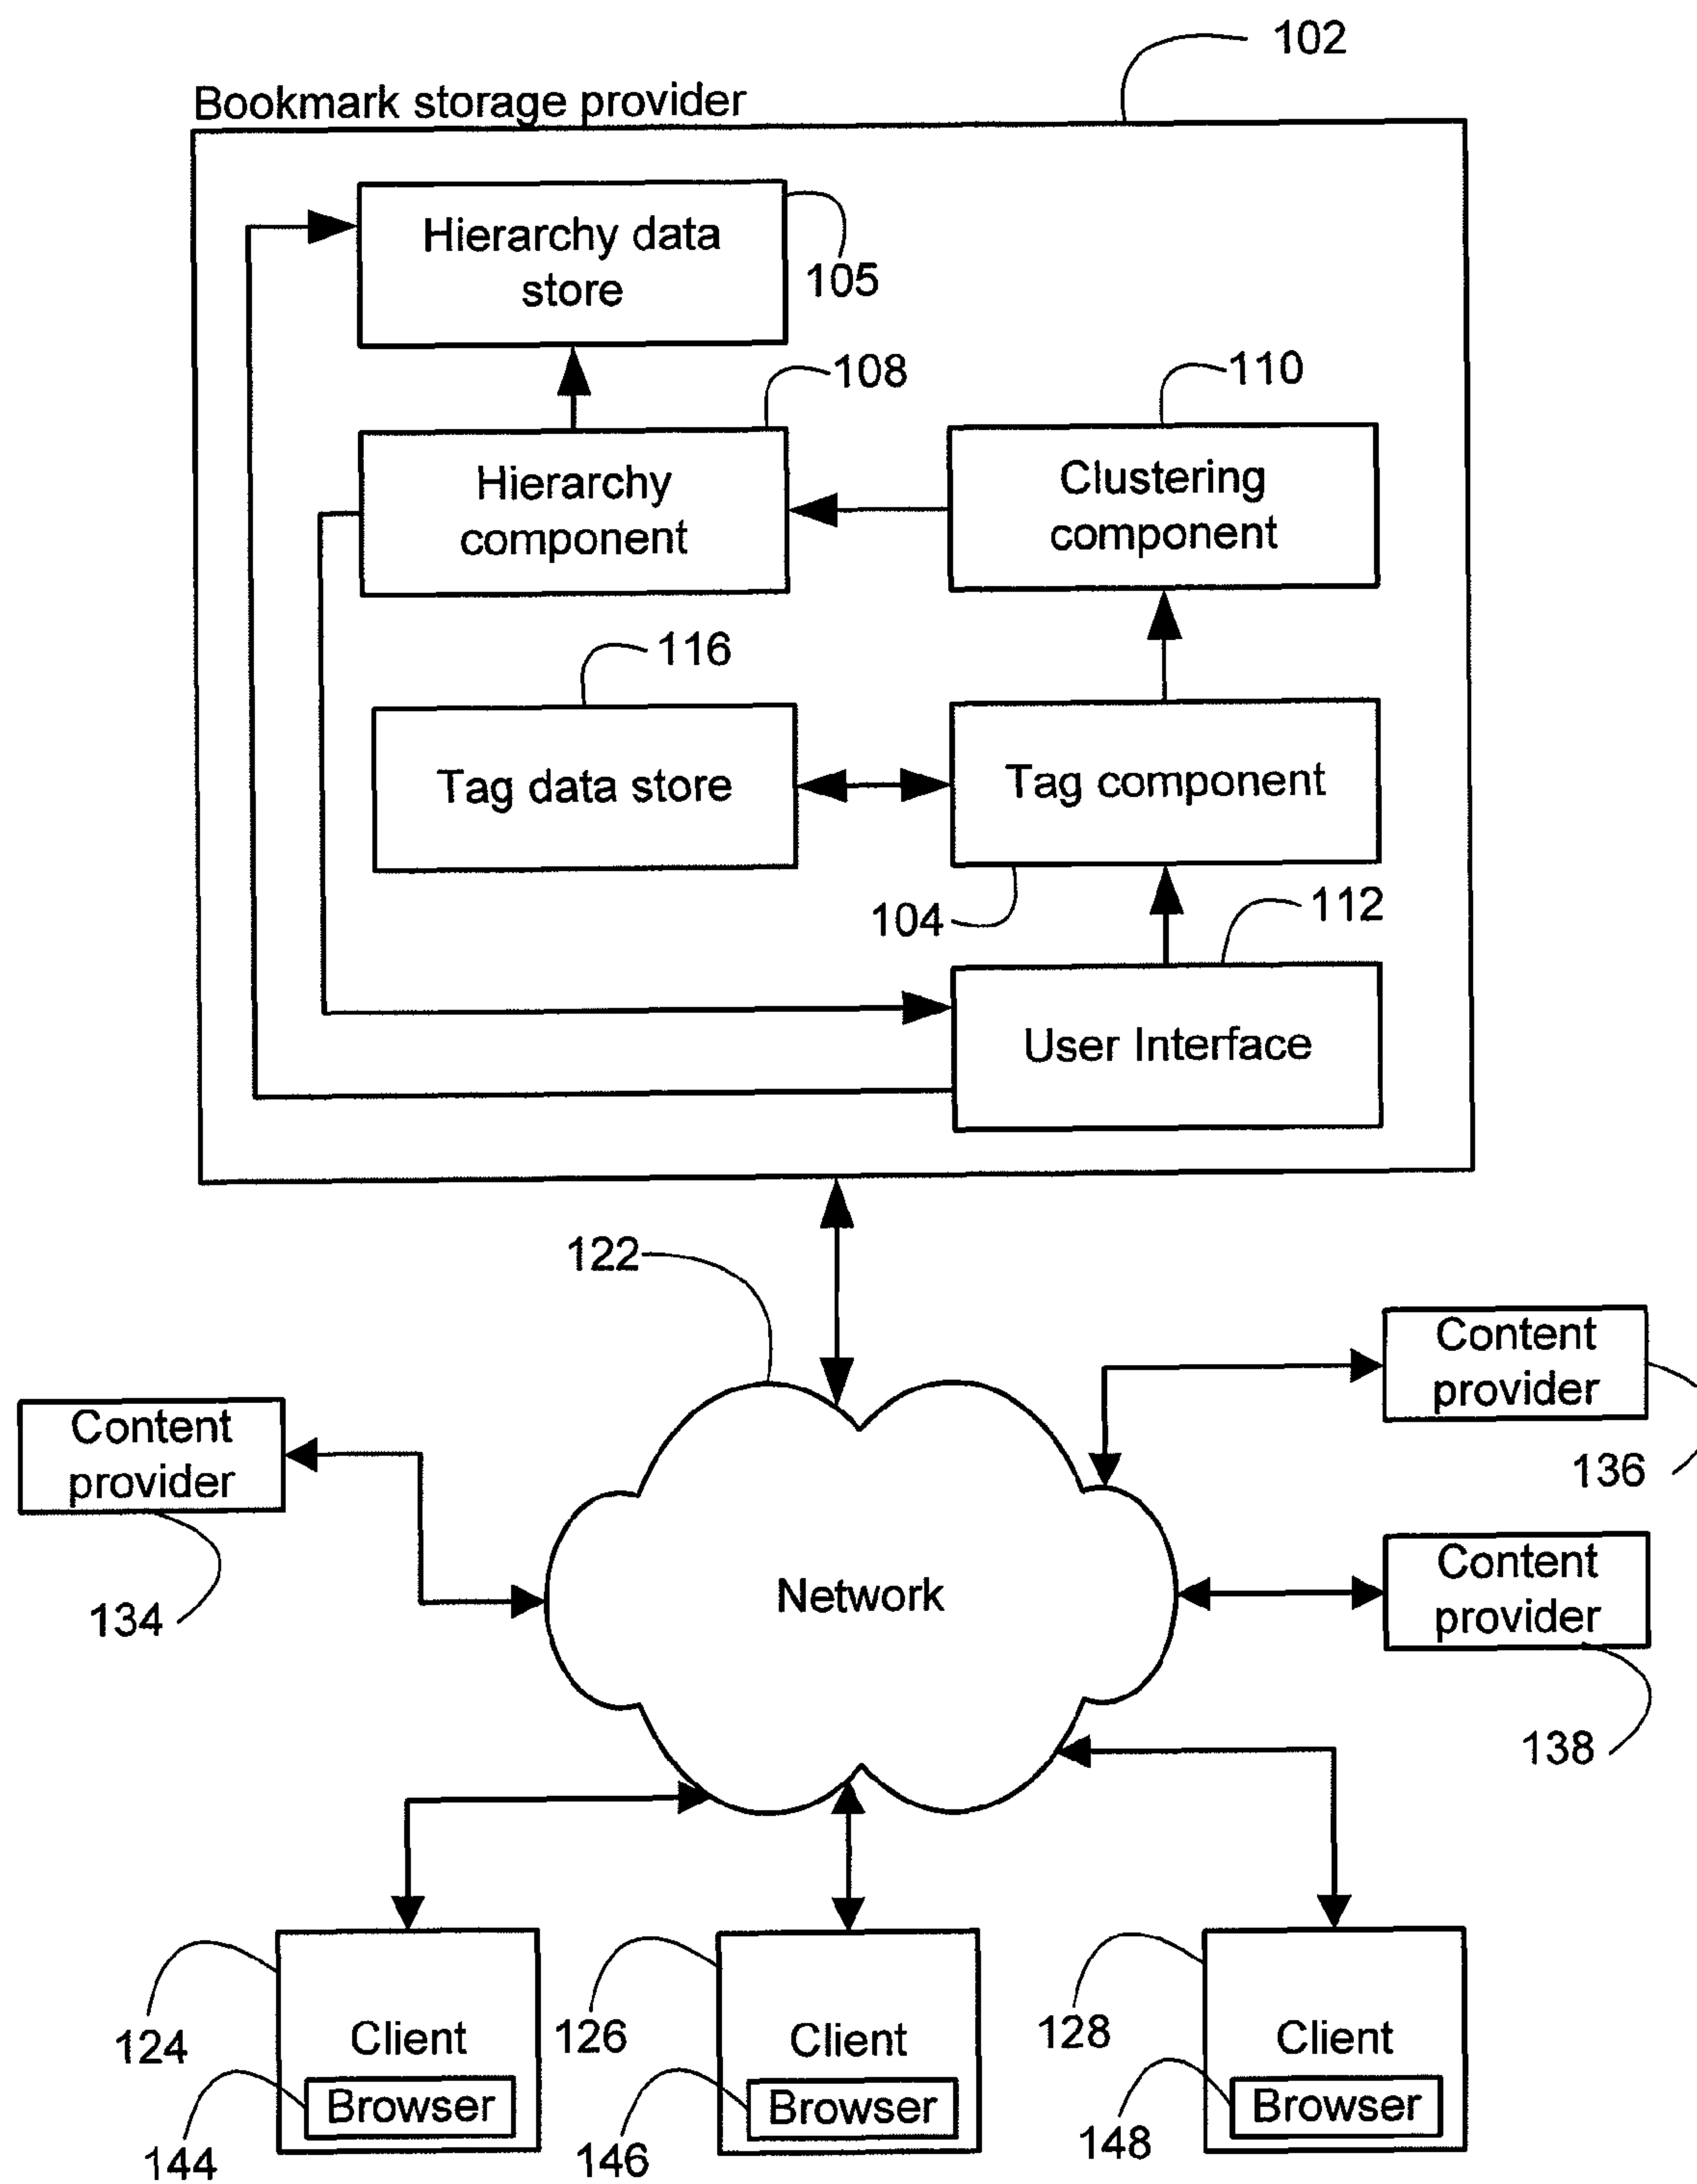 102
Bookmark storage provider
Hierarchy data
store
105
108
110
Hierarchy
component
Clustering
component
116
Tag data store
Tag component
104
112
User Interface
122
Content
provider
136
Content
provider
134
Network
Content
provider
138
124
Client
Browser
144
126
Client
Browser
146
128
Client
Browser
148